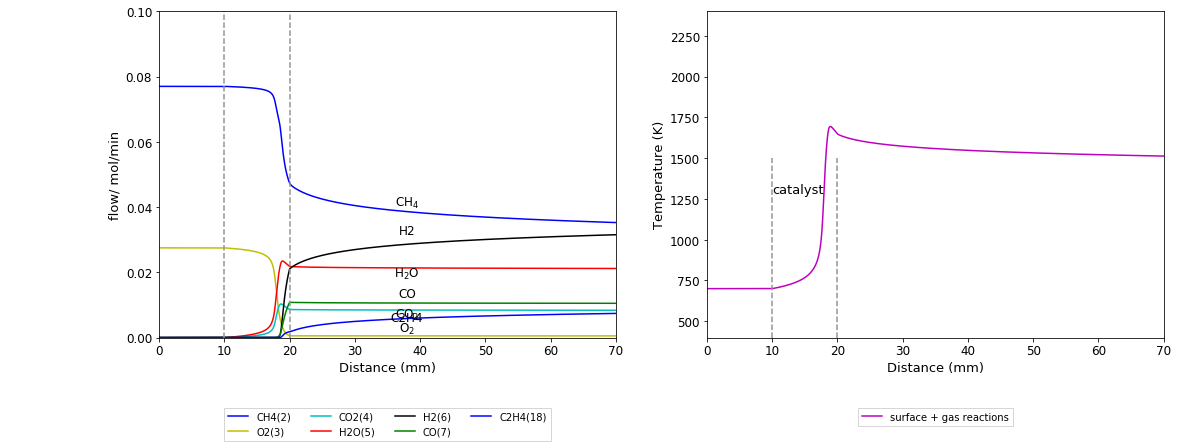 0.10
0.08
0.06
0.04
0.02
0.00
flow/ mol/min
CH4
H2
H2O
CO
CO2
C2H4
O2
0 10 20 30 40 50 60 70
Distance (mm)
CH4(2) CO2(4) H2(6) C2H4(18)
O2(3) H2O(5) CO(7)
2250
2000
1750
1500
1250
1000
750
500
Temperature (K)
catalyst
0 10 20 30 40 50 60 70
Distance (mm)
surface + gas reactions